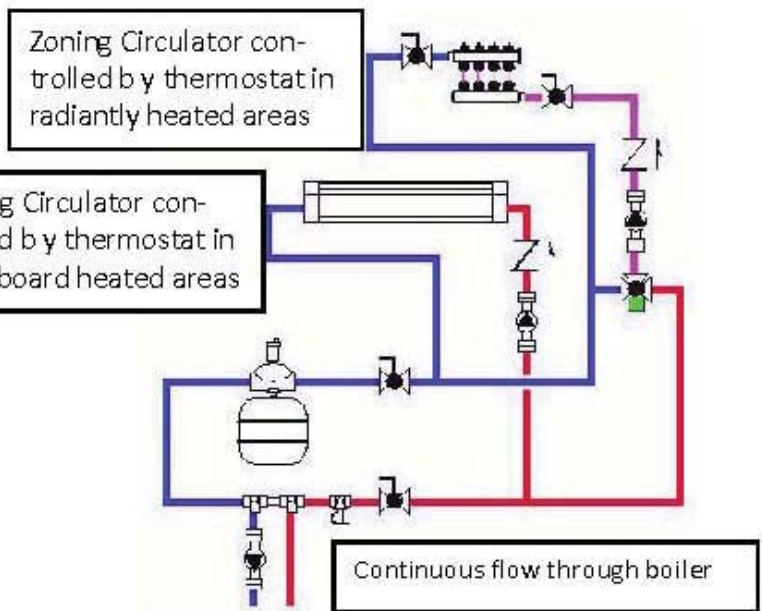 Zoning Circulator con-
trolled b y thermostat in
radiantly heated areas
g Circulator con-
d b y thermostat in
board heated areas
Continuous flow through boiler